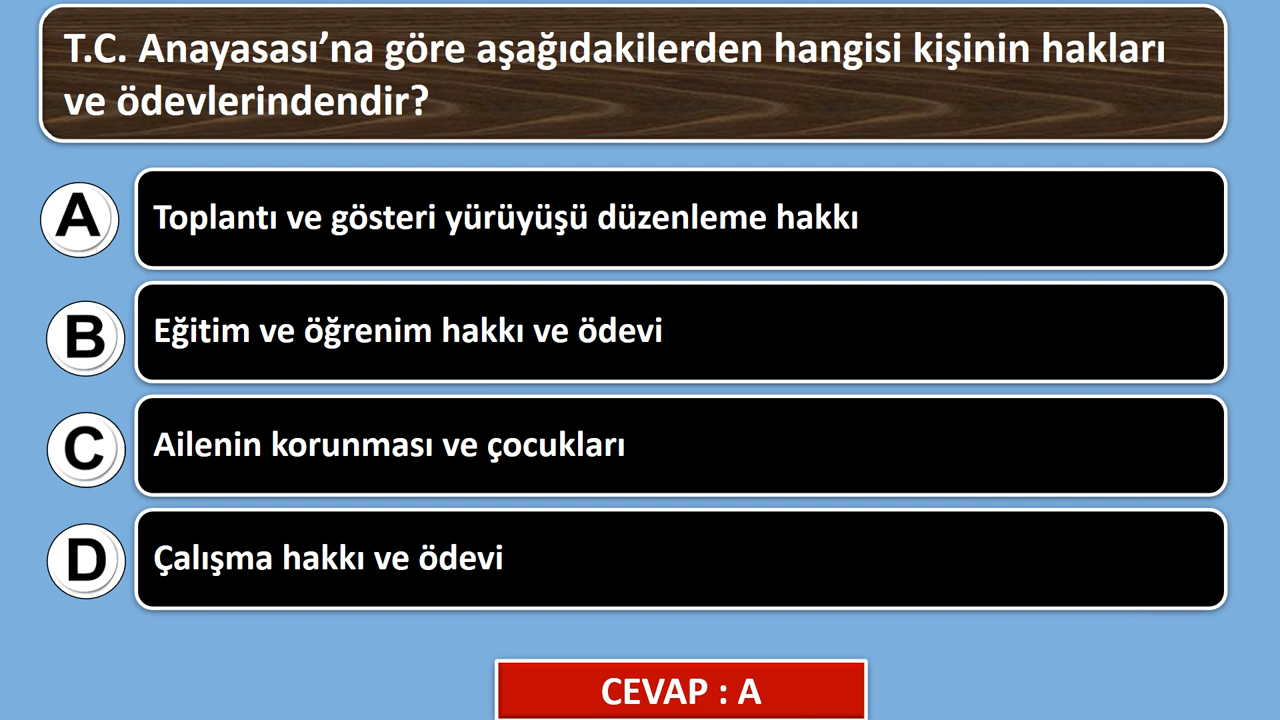 T.C. Anayasası’na göre aşağıdakilerden hangisi kişinin hakları
ve ödevlerindendir?
A
Toplantı ve gösteri yürüyüşü düzenleme hakkı
B
Eğitim ve öğrenim hakkı ve ödevi
C
Ailenin korunması ve çocukları
D
Çalışma hakkı ve ödevi
CEVAP : A